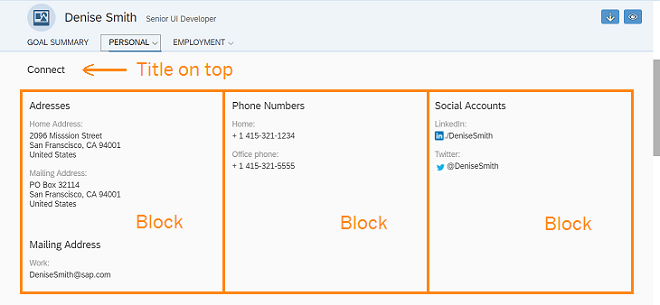 Denise Smith Senior UI Developer
GOAL SUMMARY PERSONAL EMPLOYMENT
Connect Title on top
Adresses
Home Address:
2096 Misssion Street
San Francisco, CA 94001
United States
Mailing Address:
PO Box 32114
San Francisco, CA 94001
United States
Block
Mailing Address
Work:
DeniseSmith@sap.com
Phone Numbers
Home:
+ 1 415-321-1234
Office phone:
+ 1 415-321-5555
Block
Social Accounts
LinkedIn:
in /DeniseSmith
Twitter:
@DeniseSmith
Block